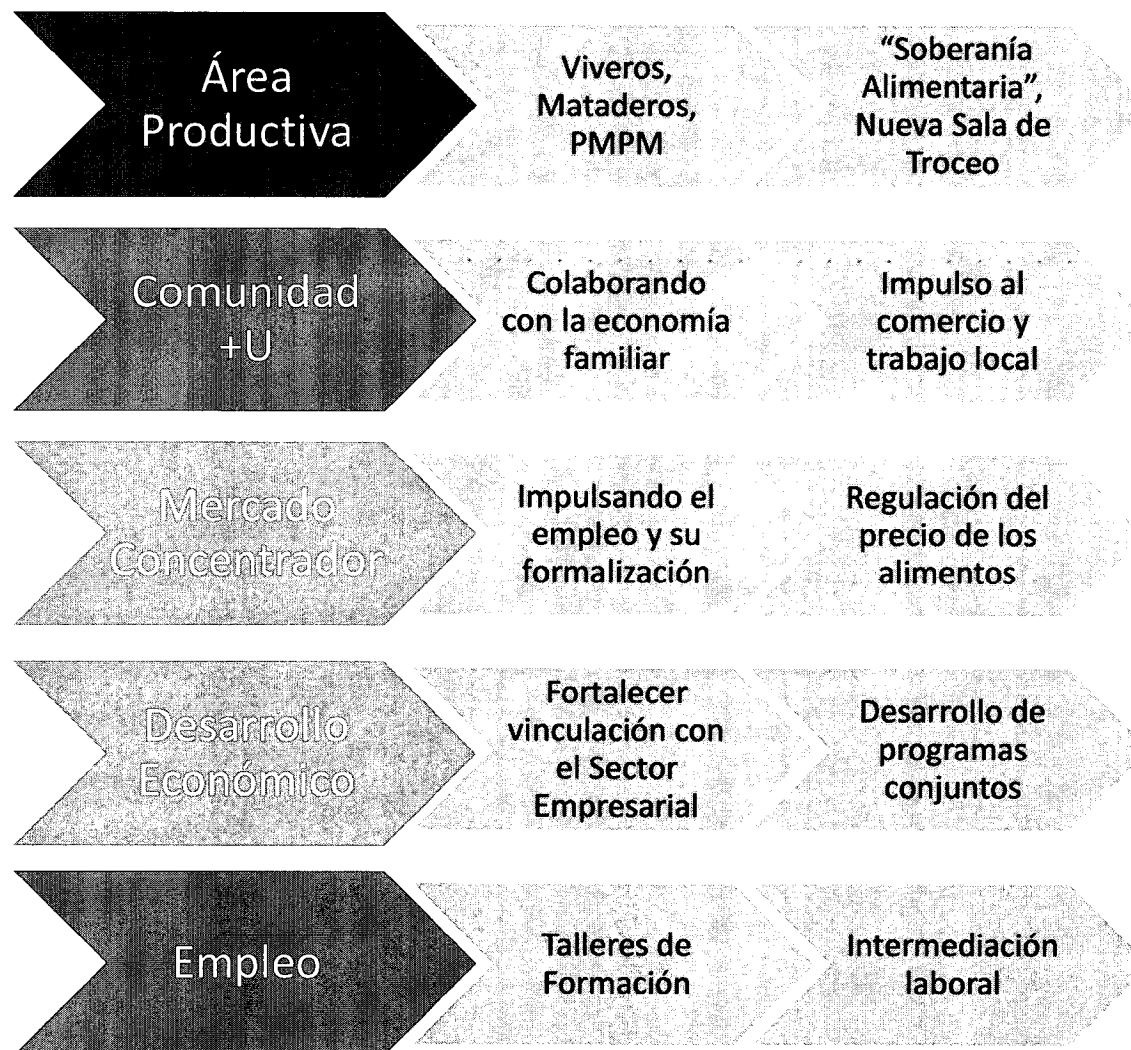 Área
Productiva
Viveros,
Mataderos,
PMPM
“Soberanía
Alimentaria”,
Nueva Sala de
Troceo
Comunidad
+U
Colaborando
con la economía
familiar
Impulso al
comercio y
trabajo local
Mercado
Concentrador
Impulsando el
empleo y su
formalización
Regulación del
precio de los
alimentos
Desarrollo
Económico
Fortalecer
vinculación con
el Sector
Empresarial
Desarrollo de
programas
conjuntos
Empleo
Talleres de
Formación
Intermediación
laboral